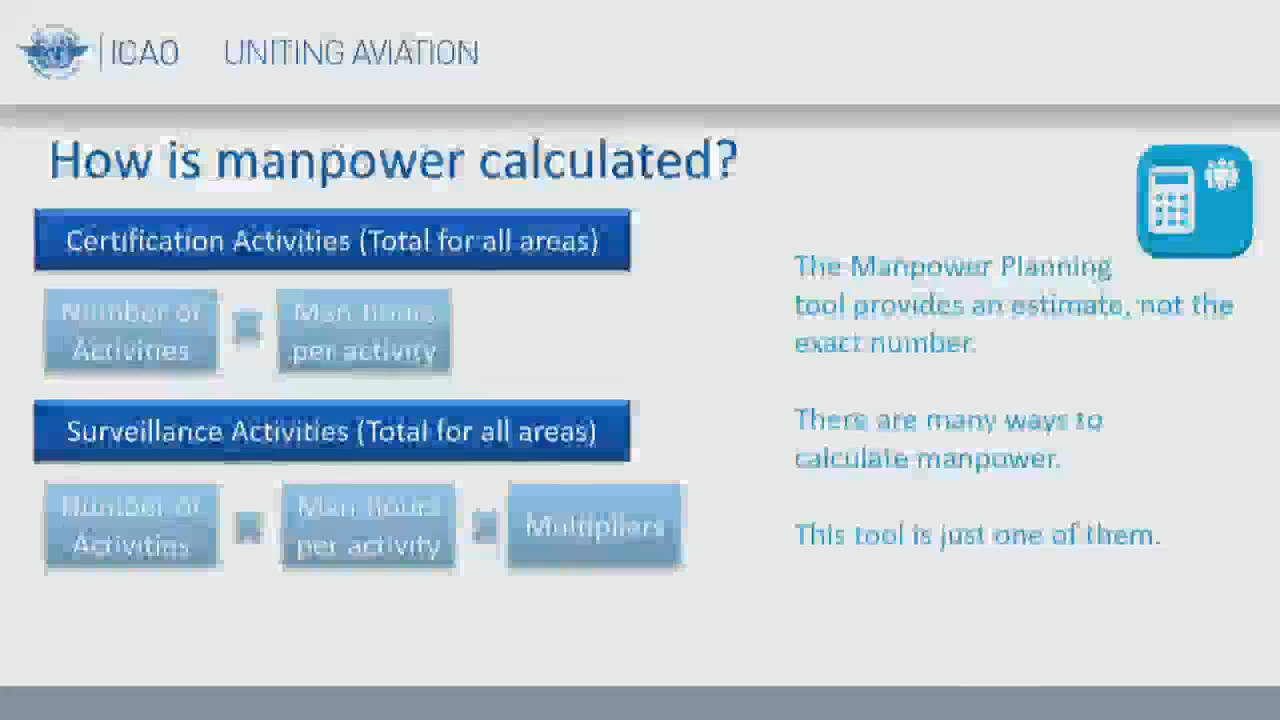 ICAO UNITING AVIATION
How is manpower calculated?
Certification Activities (Total for all areas)
Number of
Activities
Man hours
per activity
Surveillance Activities (Total for all areas)
Number of
Activities
Man hours
per activity
Multipliers
The Manpower Planning
tool provides an estimate, not the
exact number.
There are many ways to
calculate manpower.
This tool is just one of them.